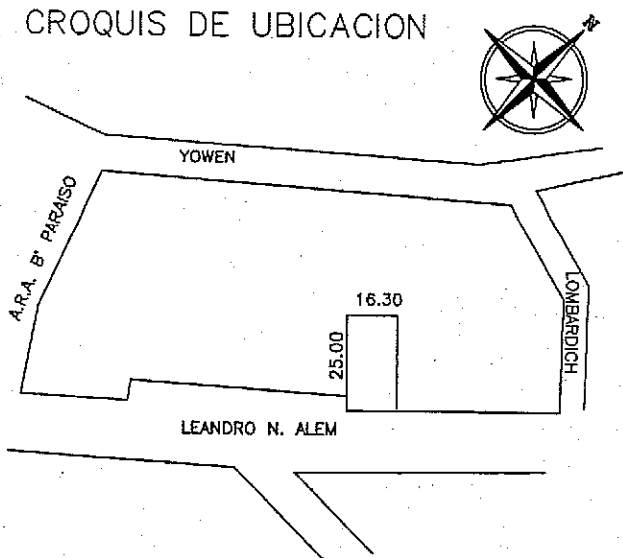 CROQUIS DE UBICACION
N
YOWEN
A.R.A. B' PARAISO
16.30
25.00
LOMBARDICH
LEANDRO N. ALEM